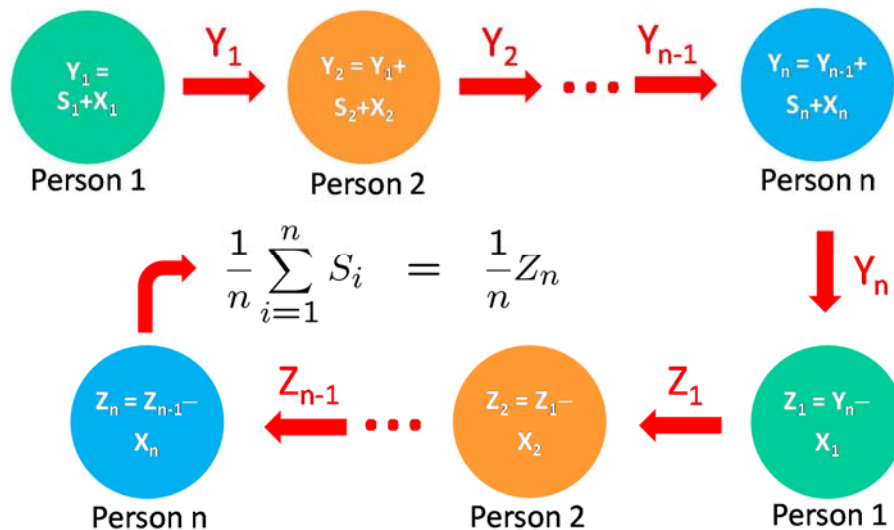 Y₁ Y₂ Yₙ₋₁
Y₁ =
S₁+X₁
Y₂ = Y₁+
S₂+X₂
Yₙ = Yₙ₋₁+
Sₙ+Xₙ
Person 1 Person 2 Person n
1/n ∑ᵢ₌₁ⁿ Sᵢ = 1/n Zₙ
Yₙ
Zₙ₋₁ Z₁
Zₙ = Zₙ₋₁−
Xₙ
Z₂ = Z₁−
X₂
Z₁ = Yₙ−
X₁
Person n Person 2 Person 1